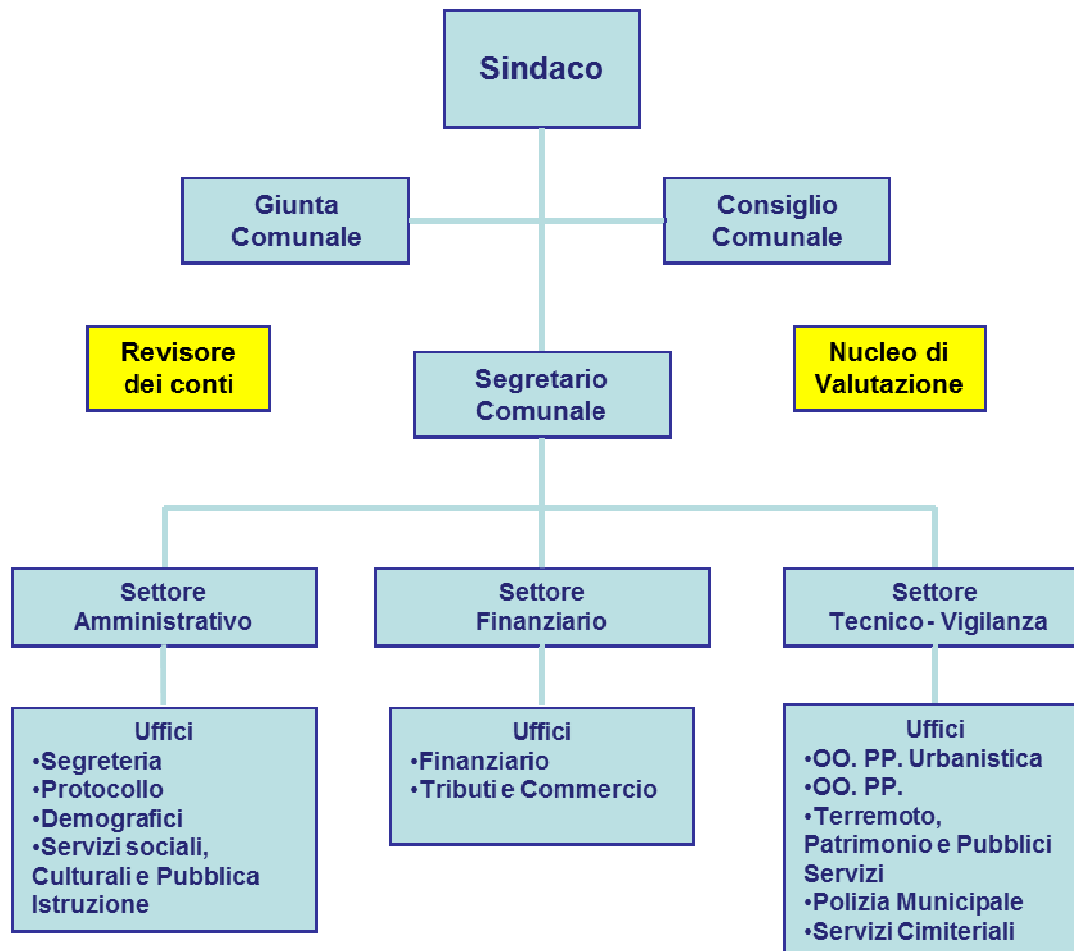 Sindaco
Giunta
Comunale
Consiglio
Comunale
Revisore
dei conti
Nucleo di
Valutazione
Segretario
Comunale
Settore
Amministrativo
Settore
Finanziario
Settore
Tecnico - Vigilanza
Uffici
•Segreteria
•Protocollo
•Demografici
•Servizi sociali,
Culturali e Pubblica
Istruzione
Uffici
•Finanziario
•Tributi e Commercio
Uffici
•OO. PP. Urbanistica
•OO. PP.
•Terremoto,
Patrimonio e Pubblici
Servizi
•Polizia Municipale
•Servizi Cimiteriali